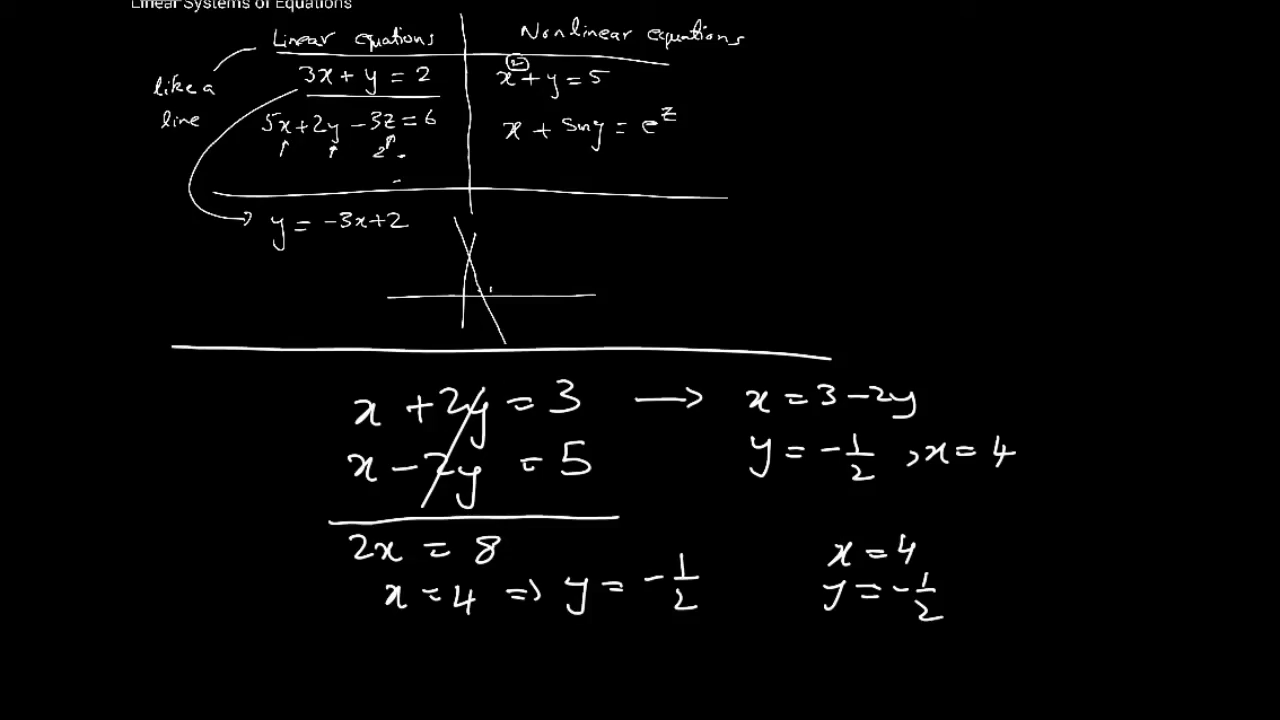 Linear Systems of Equations
Linear equations
Nonlinear equations
like a line
3x + y = 2
x² + y = 5
5x + 2y - 3z = 6
x + sin y = e^z
y = -3x + 2
x + 2y = 3 → x = 3 - 2y
x - 2y = 5
y = -1/2, x = 4
2x = 8
x = 4 ⇒ y = -1/2
x = 4
y = -1/2